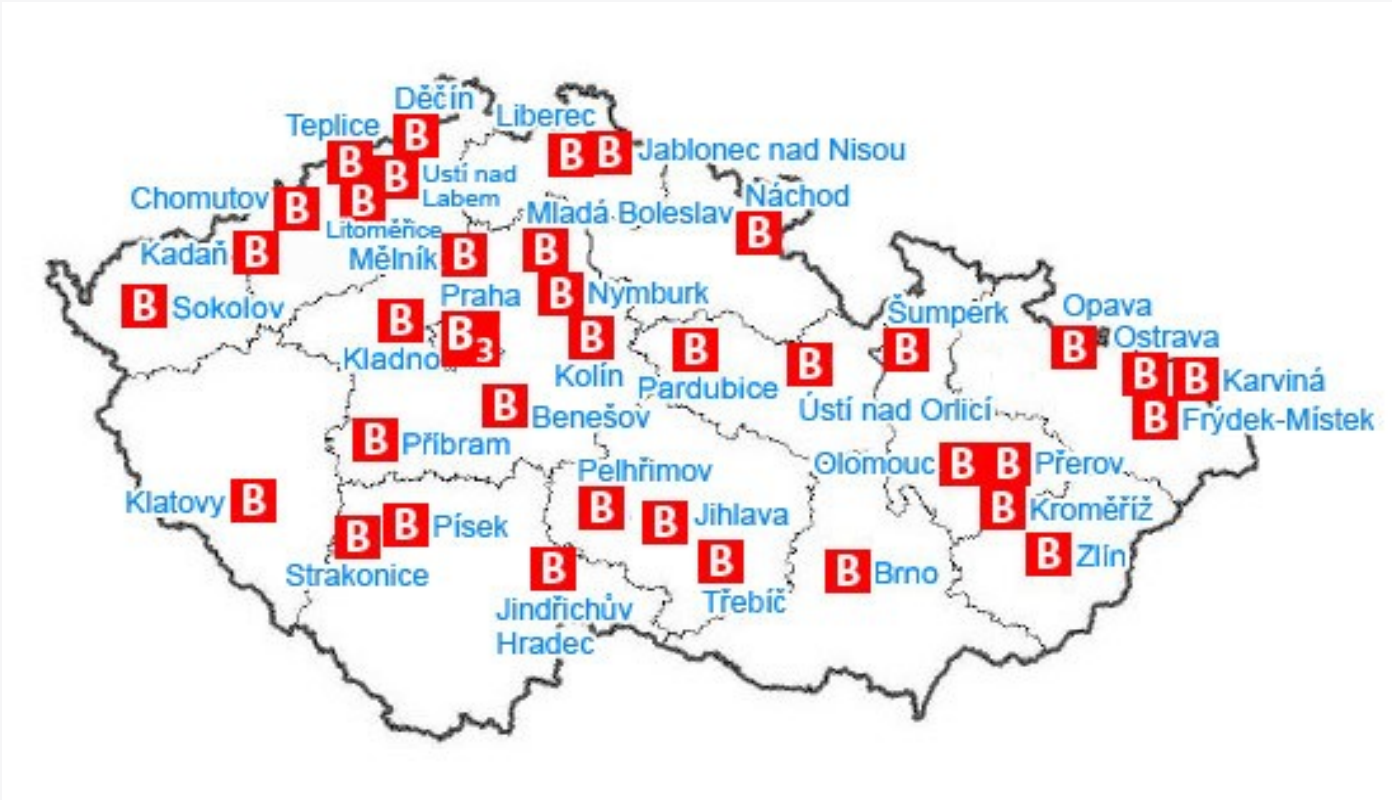 Děčín
B
Teplice
B
Liberec
B
B
Jablonec nad Nisou
B
Ustí nad
Labem
Chomutov
B
B
Litoměřice
Náchod
B
Mladá Boleslav
B
Kadaň
B
Mělník
B
Sokolov
B
Praha
B3
Nymburk
B
Kladno
B
Kolín
B
Pardubice
B
Ústí nad Orlicí
B
Šumperk
B
Opava
B
Ostrava
B
B
Karviná
B
Frýdek-Místek
Benešov
B
Příbram
B
Klatovy
B
Písek
B
Strakonice
B
Pelhřimov
B
Jihlava
B
Třebíč
B
Jindřichův
Hradec
B
Brno
B
Olomouc
B
B
Přerov
B
Kroměříž
B
Zlín